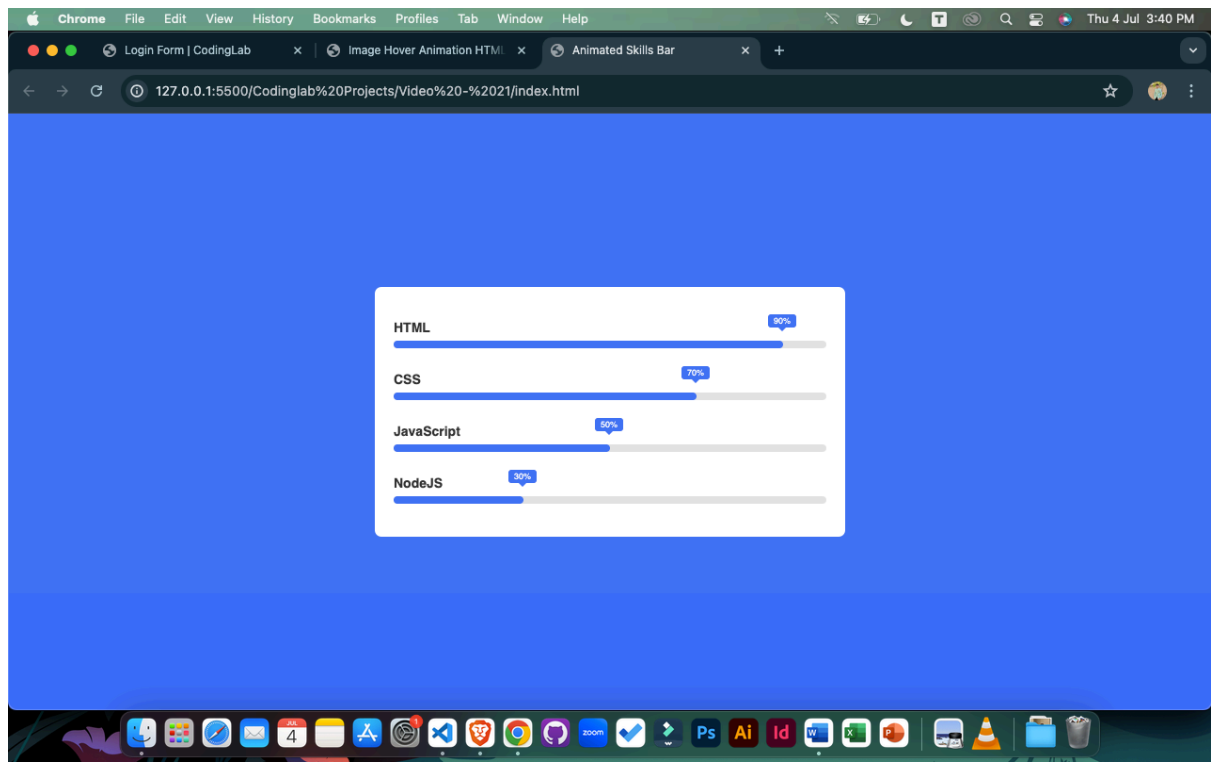 Chrome File Edit View History Bookmarks Profiles Tab Window Help T Thu 4 Jul 3:40 PM
Login Form | CodingLab Image Hover Animation HTML Animated Skills Bar
127.0.0.1:5500/Codinglab%20Projects/Video%20-%2021/index.html
HTML 90%
CSS 70%
JavaScript 50%
NodeJS 30%
JUL 4 1 zoom Ps Ai Id W X P